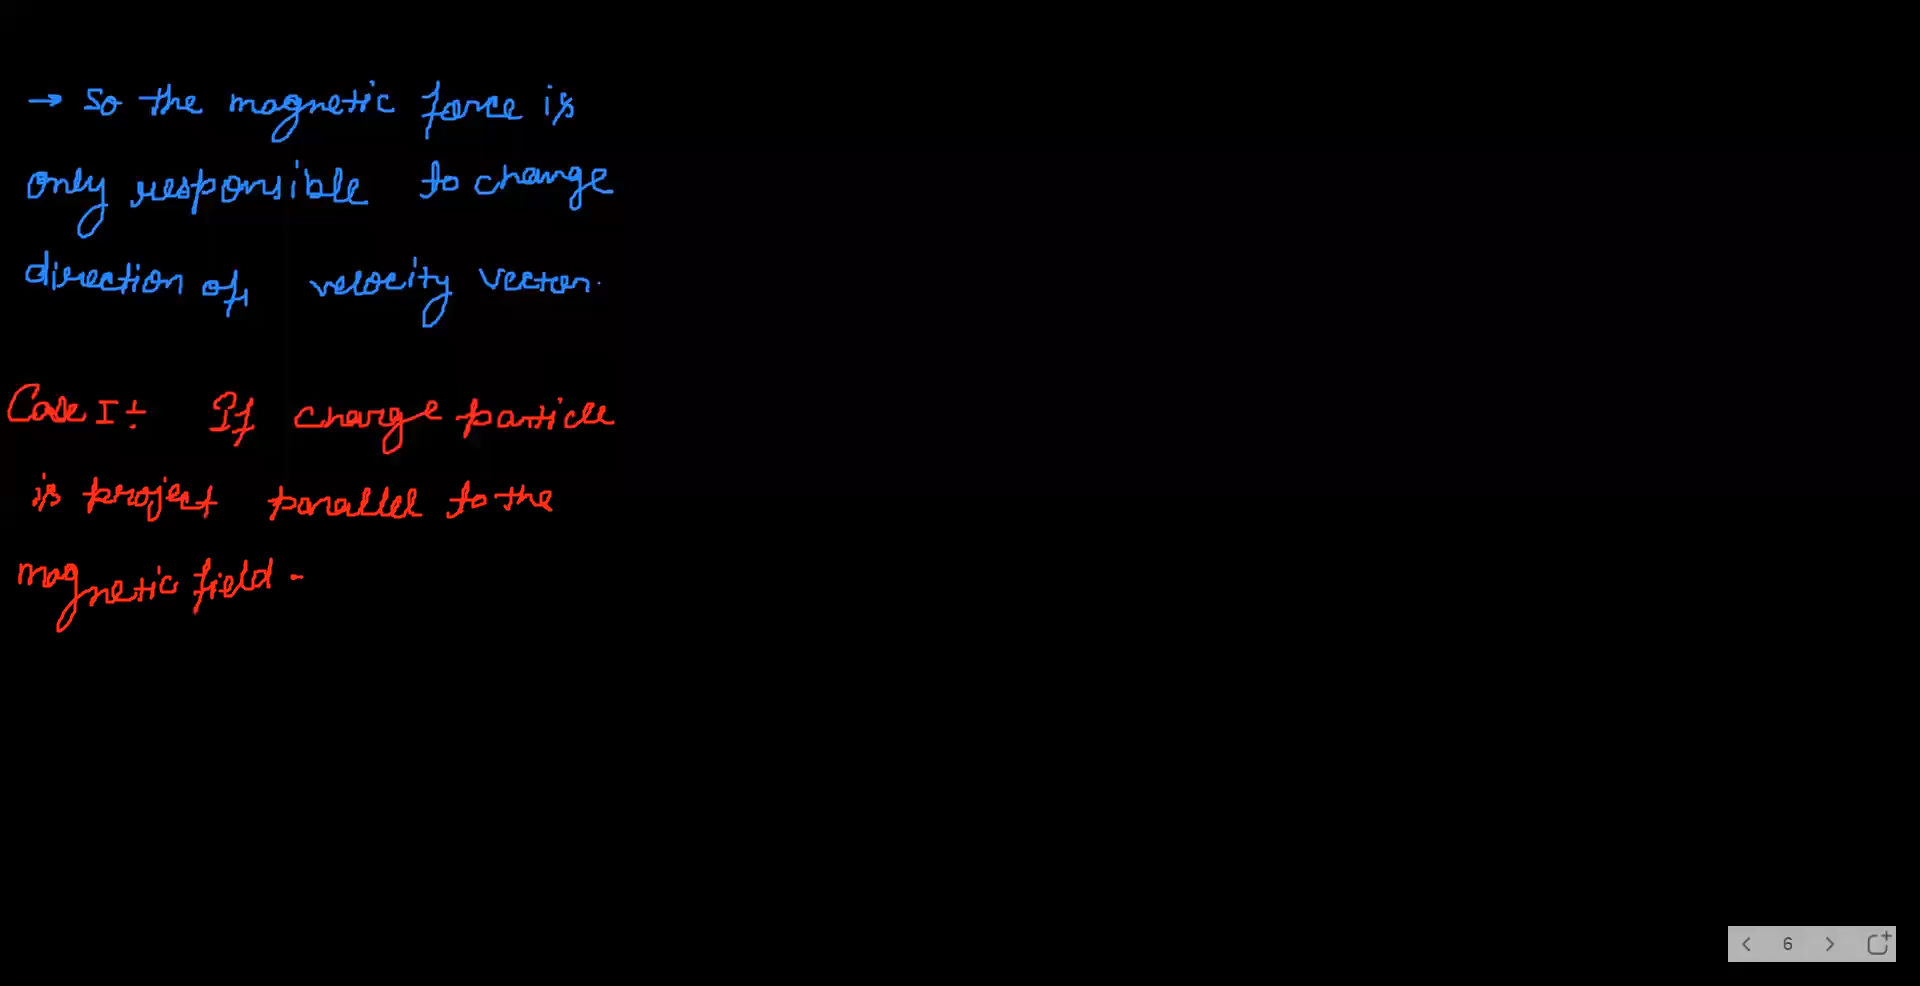 → so the magnetic force is
only responsible to change
direction of velocity vector.
Case I :- If charge particle
is project parallel to the
magnetic field -
6